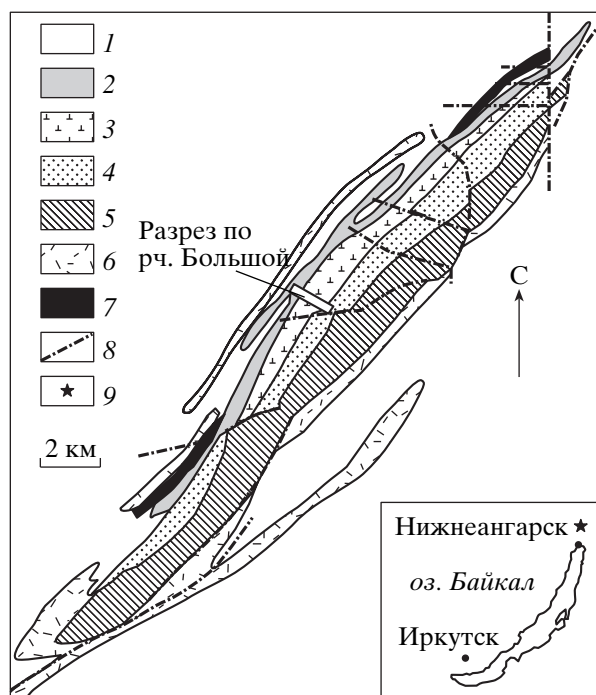 1
2
3
4
5
6
7
8
9
2 км
Разрез по
рч. Большой
С
Нижнеангарск
оз. Байкал
Иркутск